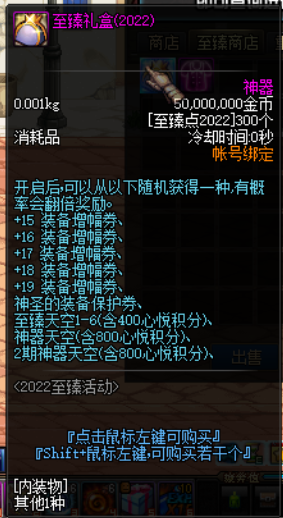 至臻礼盒(2022)
商店 至臻商店
神器
0.001kg 50,000,000金币
[至臻点2022]300个
消耗品 冷却时间:0秒
帐号绑定
开启后,可以从以下随机获得一种,有概
率会翻倍奖励。
+15 装备增幅券、
+16 装备增幅券、
+17 装备增幅券、
+18 装备增幅券、
+19 装备增幅券、
神圣的装备保护券、
至臻天空1-6(含400心悦积分)、
神器天空(含800心悦积分)、
2期神器天空(含800心悦积分)、
出售
<2022至臻活动>
『点击鼠标左键可购买』
『Shift+鼠标左键,可购买若干个』
[内装物]
其他1种